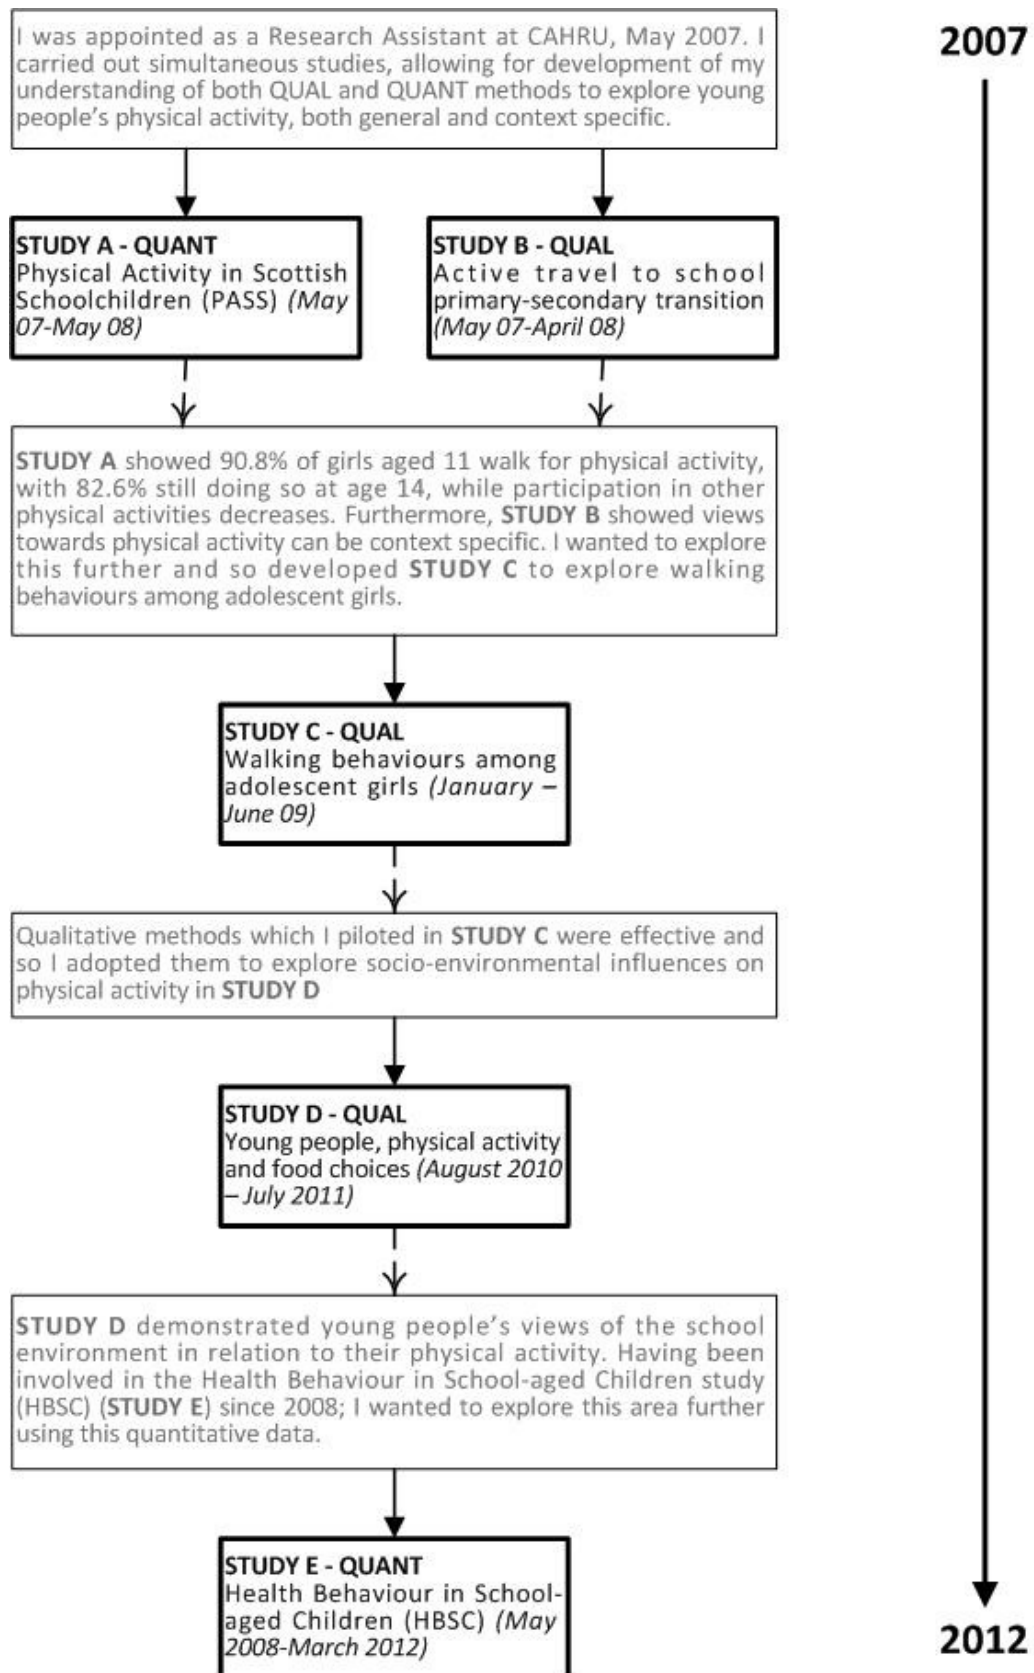 I was appointed as a Research Assistant at CAHRU, May 2007. I
carried out simultaneous studies, allowing for development of my
understanding of both QUAL and QUANT methods to explore young
people's physical activity, both general and context specific.
2007
STUDY A - QUANT
Physical Activity in Scottish
Schoolchildren (PASS) (May
07-May 08)
STUDY B - QUAL
Active travel to school
primary-secondary transition
(May 07-April 08)
STUDY A showed 90.8% of girls aged 11 walk for physical activity,
with 82.6% still doing so at age 14, while participation in other
physical activities decreases. Furthermore, STUDY B showed views
towards physical activity can be context specific. I wanted to explore
this further and so developed STUDY C to explore walking
behaviours among adolescent girls.
STUDY C - QUAL
Walking behaviours among
adolescent girls (January –
June 09)
Qualitative methods which I piloted in STUDY C were effective and
so I adopted them to explore socio-environmental influences on
physical activity in STUDY D
STUDY D - QUAL
Young people, physical activity
and food choices (August 2010
– July 2011)
STUDY D demonstrated young people's views of the school
environment in relation to their physical activity. Having been
involved in the Health Behaviour in School-aged Children study
(HBSC) (STUDY E) since 2008; I wanted to explore this area further
using this quantitative data.
STUDY E - QUANT
Health Behaviour in School-
aged Children (HBSC) (May
2008-March 2012)
2012